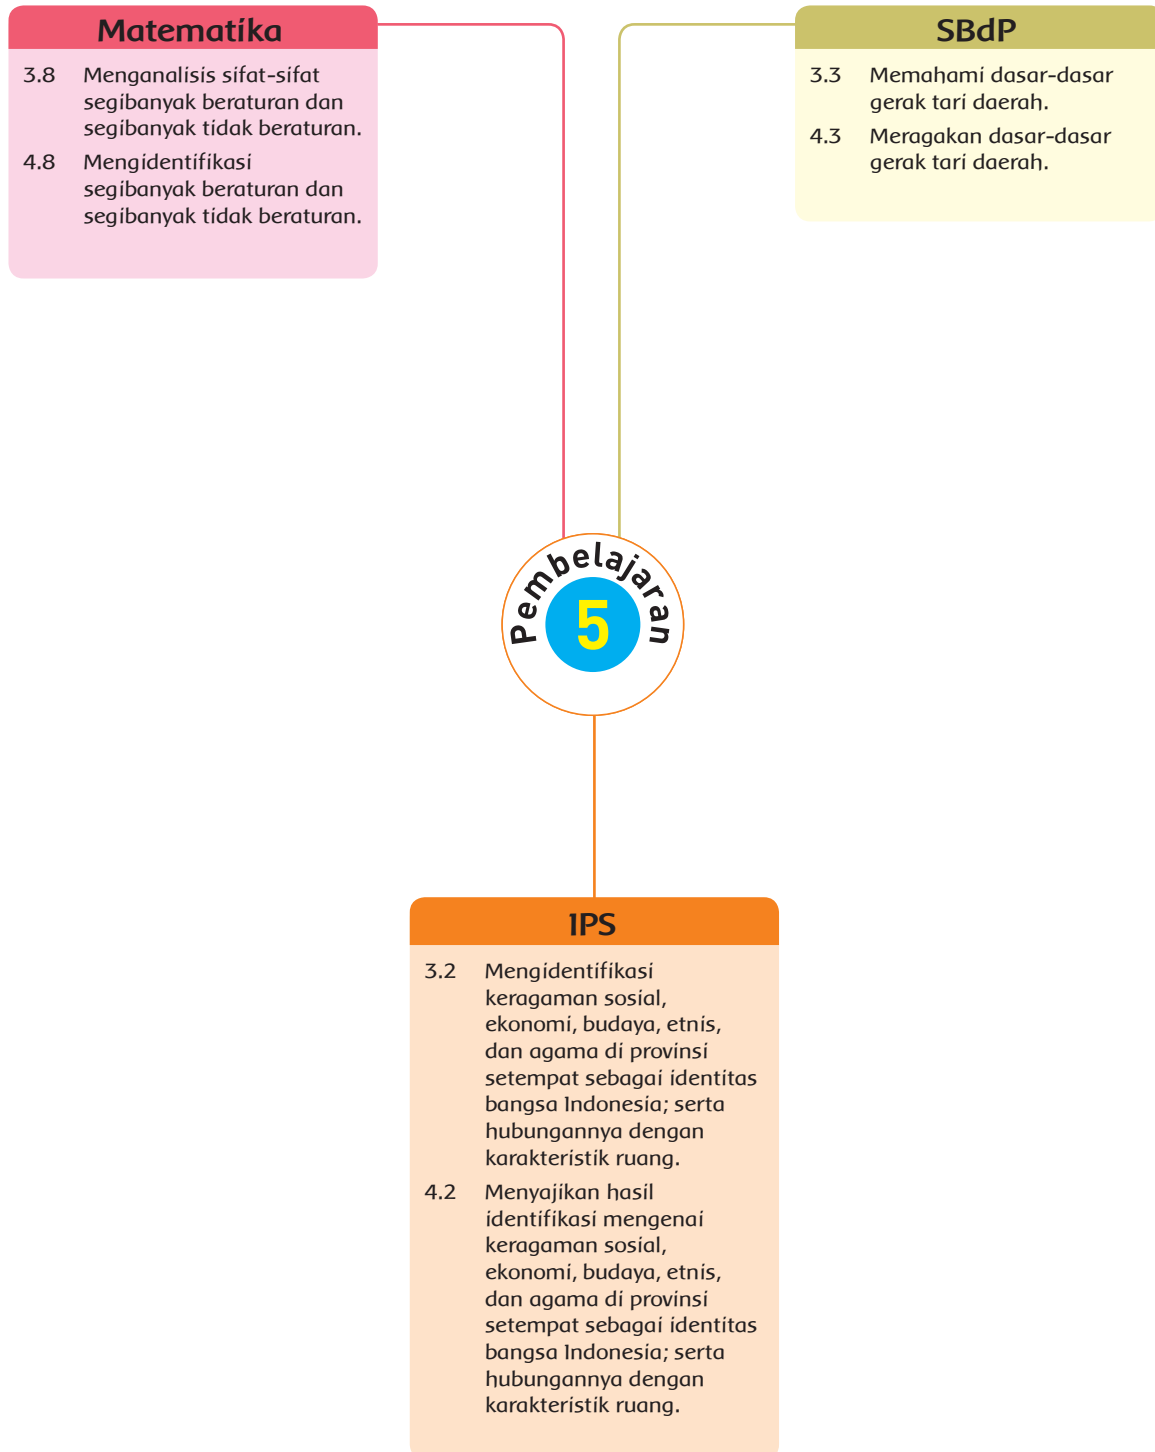 Matematika
3.8 Menganalisis sifat-sifat
segibanyak beraturan dan
segibanyak tidak beraturan.
4.8 Mengidentifikasi
segibanyak beraturan dan
segibanyak tidak beraturan.
SBdP
3.3 Memahami dasar-dasar
gerak tari daerah.
4.3 Meragakan dasar-dasar
gerak tari daerah.
Pembelajaran
5
IPS
3.2 Mengidentifikasi
keragaman sosial,
ekonomi, budaya, etnis,
dan agama di provinsi
setempat sebagai identitas
bangsa Indonesia; serta
hubungannya dengan
karakteristik ruang.
4.2 Menyajikan hasil
identifikasi mengenai
keragaman sosial,
ekonomi, budaya, etnis,
dan agama di provinsi
setempat sebagai identitas
bangsa Indonesia; serta
hubungannya dengan
karakteristik ruang.